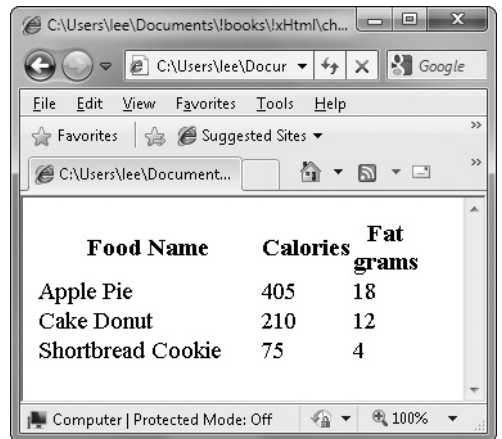 C:\Users\lee\Documents\!books\!xHtml\ch...
C:\Users\lee\Docur
Google
File Edit View Favorites Tools Help
Favorites Suggested Sites
C:\Users\lee\Document...
Food Name Calories Fat
grams
Apple Pie 405 18
Cake Donut 210 12
Shortbread Cookie 75 4
Computer | Protected Mode: Off 100%